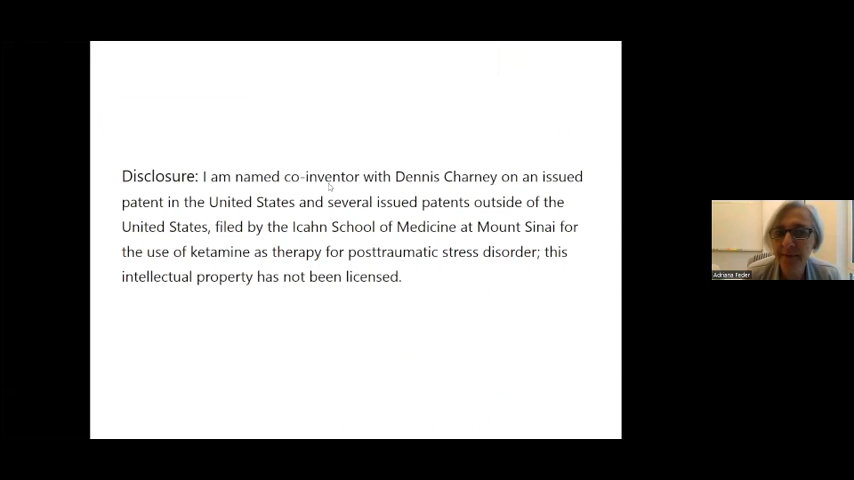 Disclosure: I am named co-inventor with Dennis Charney on an issued
patent in the United States and several issued patents outside of the
United States, filed by the Icahn School of Medicine at Mount Sinai for
the use of ketamine as therapy for posttraumatic stress disorder; this
intellectual property has not been licensed.
Adriana Feder